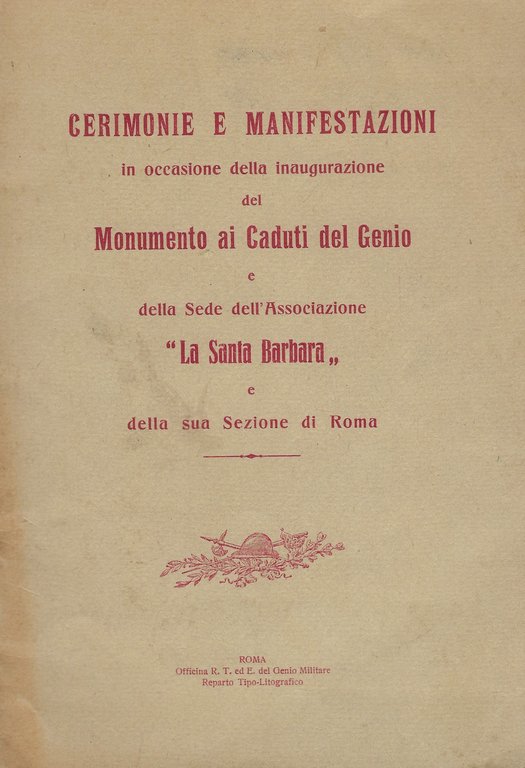 CERIMONIE E MANIFESTAZIONI
in occasione della inaugurazione
del
Monumento ai Caduti del Genio
e
della Sede dell'Associazione
“La Santa Barbara„
e
della sua Sezione di Roma
ROMA
Officina R. T. ed E. del Genio Militare
Reparto Tipo-Litografico